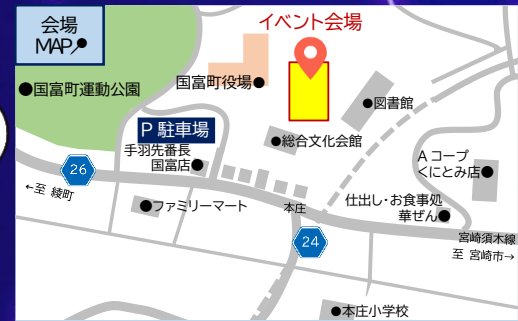 会場
MAP
イベント会場
国富町役場
国富町運動公園
図書館
P 駐車場
総合文化会館
手羽先番長
国富店
Aコープ
くにとみ店
26
←至 綾町
ファミリーマート
本庄
仕出し・お食事処
華ぜん
24
宮崎須木線
至 宮崎市→
本庄小学校